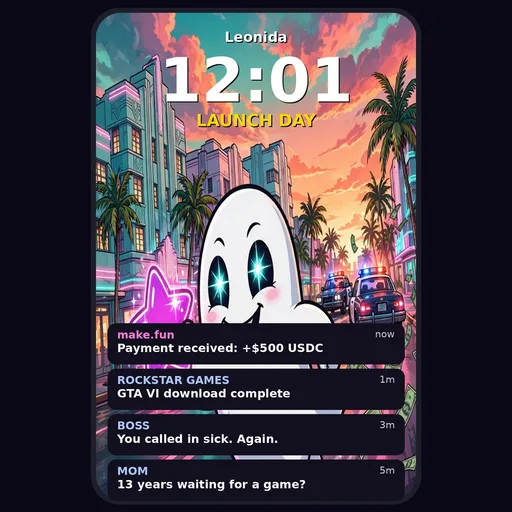 Leonida
12:01
LAUNCH DAY
make.fun now
Payment received: +$500 USDC
ROCKSTAR GAMES 1m
GTA VI download complete
BOSS 3m
You called in sick. Again.
MOM 5m
13 years waiting for a game?